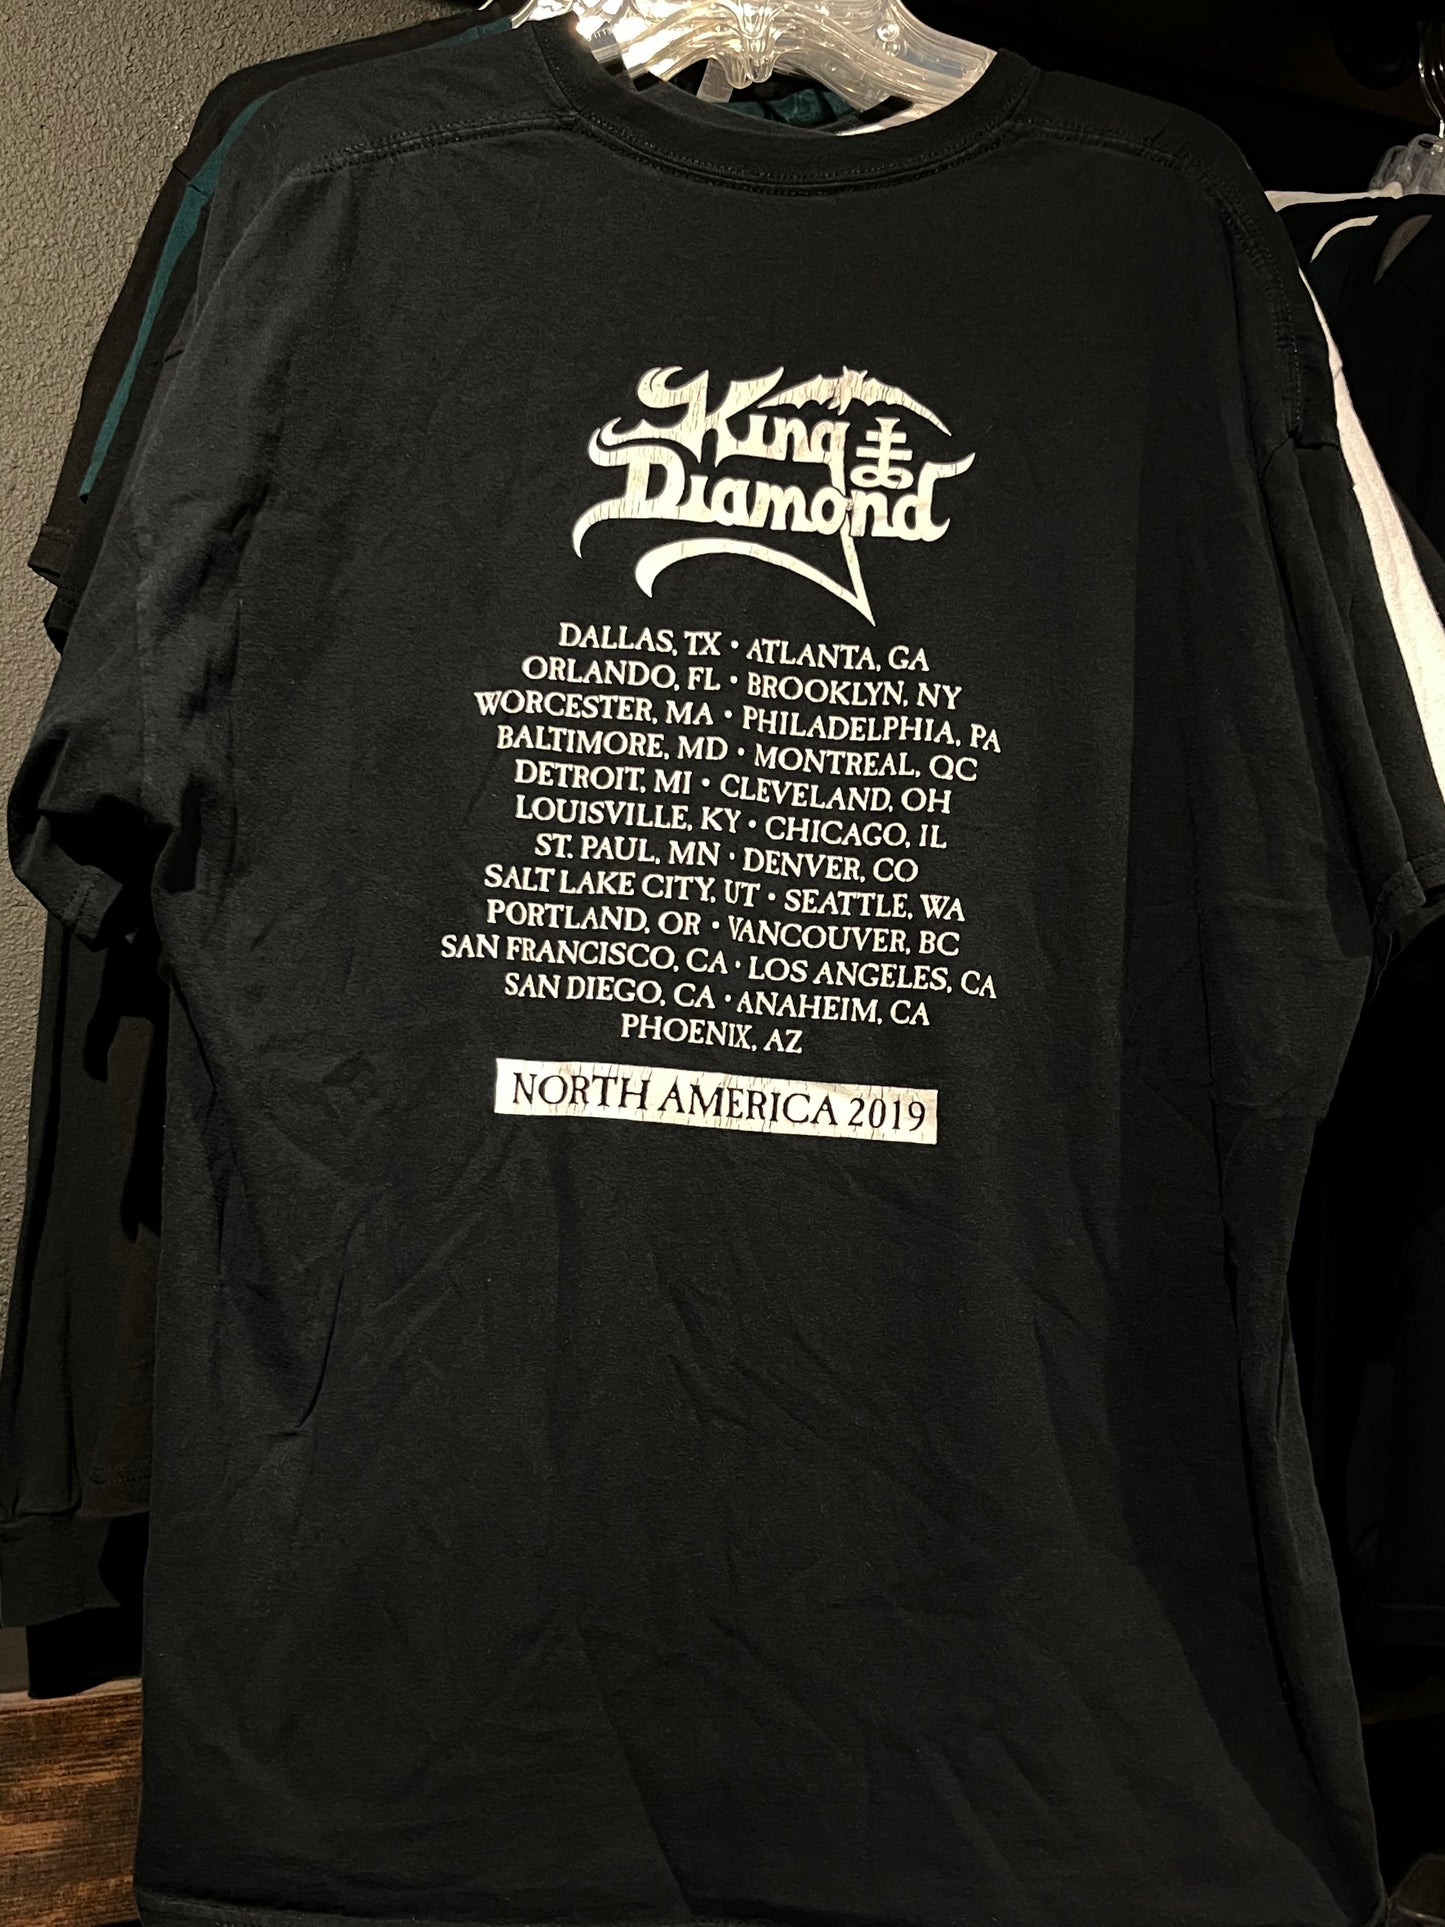 King
Diamond
DALLAS, TX • ATLANTA, GA
ORLANDO, FL • BROOKLYN, NY
WORCESTER, MA • PHILADELPHIA, PA
BALTIMORE, MD • MONTREAL, QC
DETROIT, MI • CLEVELAND, OH
LOUISVILLE, KY • CHICAGO, IL
ST. PAUL, MN • DENVER, CO
SALT LAKE CITY, UT • SEATTLE, WA
PORTLAND, OR • VANCOUVER, BC
SAN FRANCISCO, CA • LOS ANGELES, CA
SAN DIEGO, CA • ANAHEIM, CA
PHOENIX, AZ
NORTH AMERICA 2019